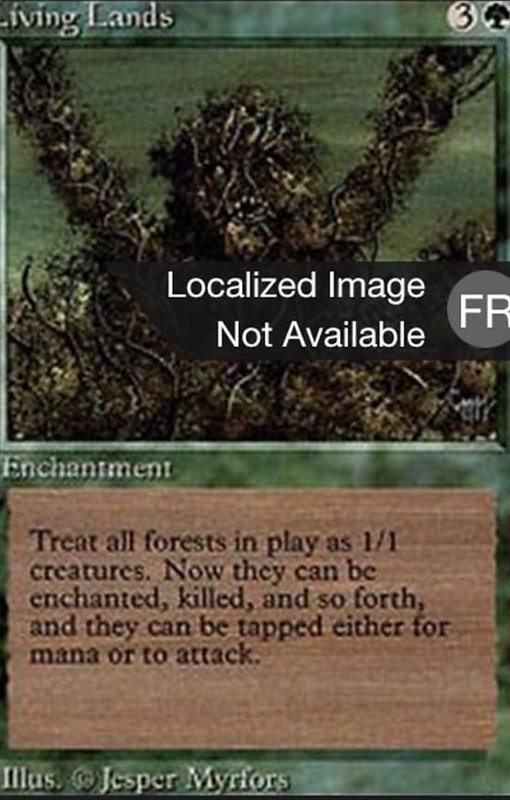 Living Lands
3
Localized Image
FR
Not Available
Enchantment
Treat all forests in play as 1/1
creatures. Now they can be
enchanted, killed, and so forth,
and they can be tapped either for
mana or to attack.
Illus. © Jesper Myrfors